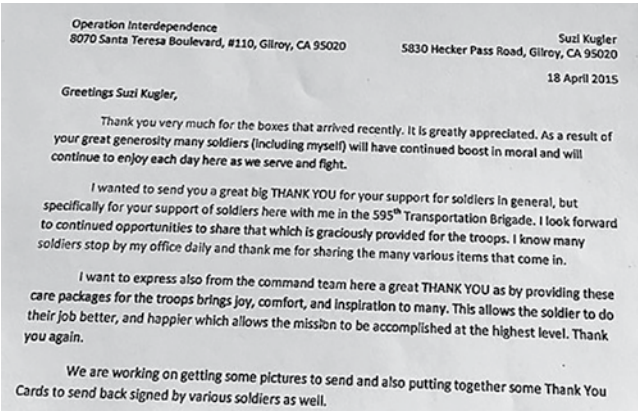 Operation Interdependence
8070 Santa Teresa Boulevard, #110, Gilroy, CA 95020
Suzi Kugler
5830 Hecker Pass Road, Gilroy, CA 95020
18 April 2015
Greetings Suzi Kugler,
Thank you very much for the boxes that arrived recently. It is greatly appreciated. As a result of
your great generosity many soldiers (including myself) will have continued boost in moral and will
continue to enjoy each day here as we serve and fight.
I wanted to send you a great big THANK YOU for your support for soldiers in general, but
specifically for your support of soldiers here with me in the 595th Transportation Brigade. I look forward
to continued opportunities to share that which is graciously provided for the troops. I know many
soldiers stop by my office daily and thank me for sharing the many various items that come in.
I want to express also from the command team here a great THANK YOU as by providing these
care packages for the troops brings joy, comfort, and inspiration to many. This allows the soldier to do
their job better, and happier which allows the mission to be accomplished at the highest level. Thank
you again.
We are working on getting some pictures to send and also putting together some Thank You
Cards to send back signed by various soldiers as well.